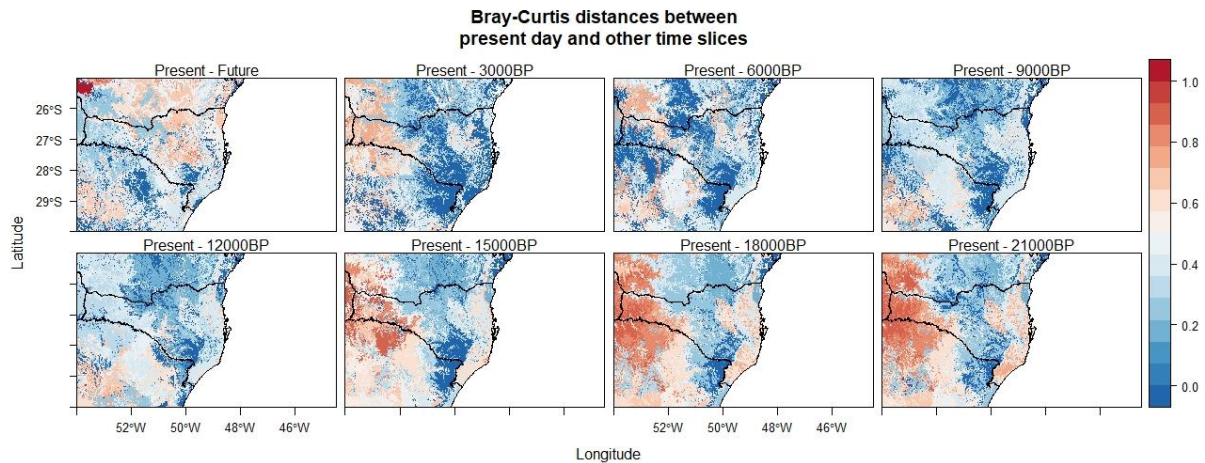 Bray-Curtis distances between
present day and other time slices
Present - Future
Present - 3000BP
Present - 6000BP
Present - 9000BP
26°S
27°S
28°S
29°S
Present - 12000BP
Present - 15000BP
Present - 18000BP
Present - 21000BP
1.0
0.8
0.6
0.4
0.2
0.0
Latitude
52°W 50°W 48°W 46°W
52°W 50°W 48°W 46°W
Longitude